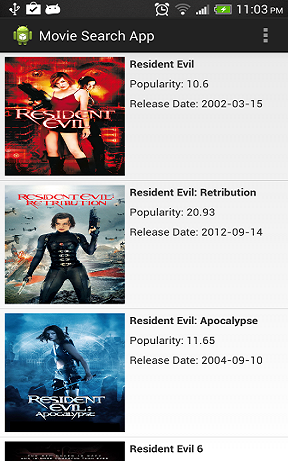 11:03 PM
Movie Search App
RESIDENT EVIL
Resident Evil
Popularity: 10.6
Release Date: 2002-03-15
RESIDENT EVIL:
RETRIBUTION
Resident Evil: Retribution
Popularity: 20.93
Release Date: 2012-09-14
RESIDENT
EVIL:
APOCALYPSE
Resident Evil: Apocalypse
Popularity: 11.65
Release Date: 2004-09-10
Resident Evil 6